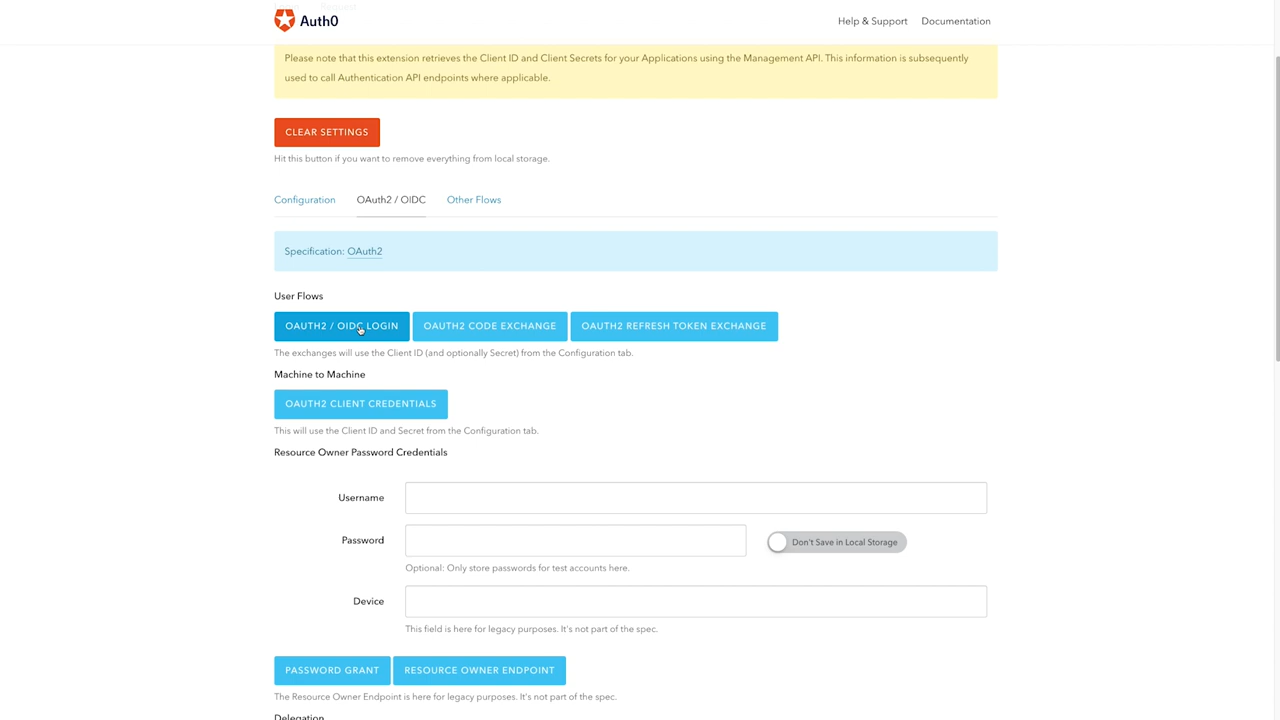 Request
Auth0
Help & Support
Documentation
Please note that this extension retrieves the Client ID and Client Secrets for your Applications using the Management API. This information is subsequently
used to call Authentication API endpoints where applicable.
CLEAR SETTINGS
Hit this button if you want to remove everything from local storage.
Configuration
OAuth2 / OIDC
Other Flows
Specification: OAuth2
User Flows
OAUTH2 / OIDC LOGIN
OAUTH2 CODE EXCHANGE
OAUTH2 REFRESH TOKEN EXCHANGE
The exchanges will use the Client ID (and optionally Secret) from the Configuration tab.
Machine to Machine
OAUTH2 CLIENT CREDENTIALS
This will use the Client ID and Secret from the Configuration tab.
Resource Owner Password Credentials
Username
Password
Don't Save in Local Storage
Optional: Only store passwords for test accounts here.
Device
This field is here for legacy purposes. It's not part of the spec.
PASSWORD GRANT
RESOURCE OWNER ENDPOINT
The Resource Owner Endpoint is here for legacy purposes. It's not part of the spec.
Delegation